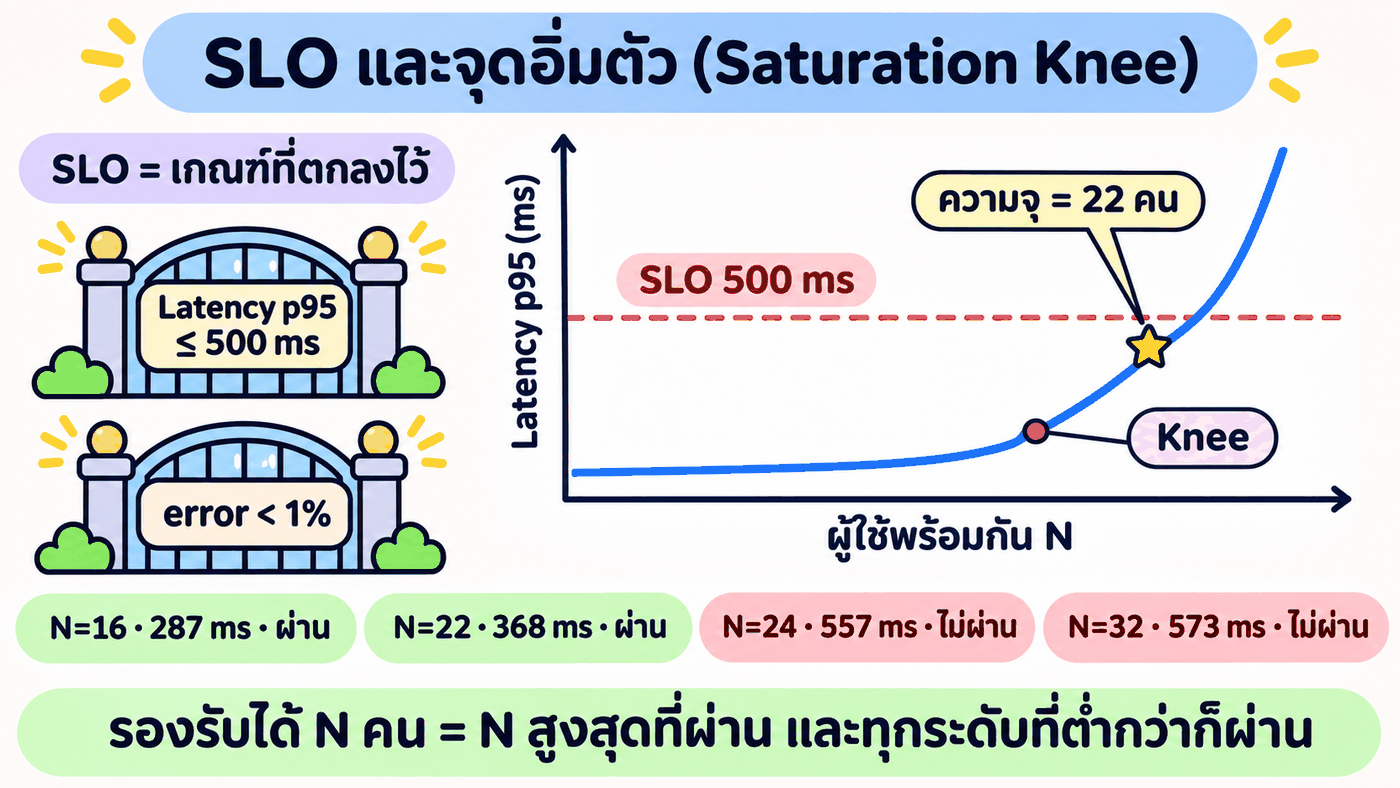 SLO และจุดอิ่มตัว (Saturation Knee)
SLO = เกณฑ์ที่ตกลงไว้
Latency p95
≤ 500 ms
error < 1%
Latency p95 (ms)
SLO 500 ms
ความจุ = 22 คน
Knee
ผู้ใช้พร้อมกัน N
N=16 · 287 ms · ผ่าน
N=22 · 368 ms · ผ่าน
N=24 · 557 ms · ไม่ผ่าน
N=32 · 573 ms · ไม่ผ่าน
รองรับได้ N คน = N สูงสุดที่ผ่าน และทุกระดับที่ต่ำกว่าก็ผ่าน